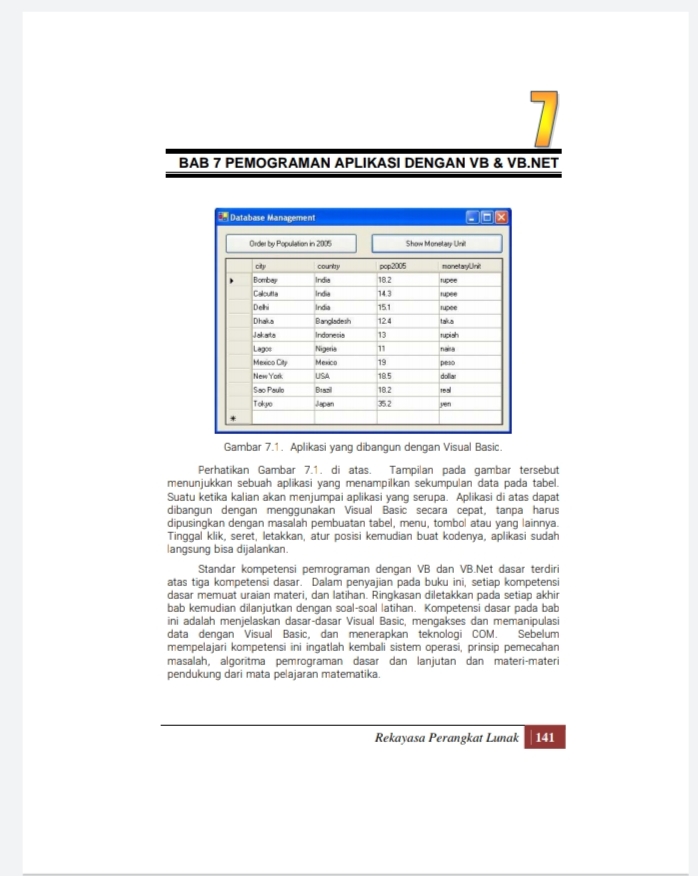 7
BAB 7 PEMOGRAMAN APLIKASI DENGAN VB & VB.NET
Database Management
Order by Population in 2005 Show Monetary Unit
city country pop2005 monetaryUnit
Bombay India 18.2 rupee
Calcutta India 14.3 rupee
Delhi India 15.1 rupee
Dhaka Bangladesh 12.4 taka
Jakarta Indonesia 13 rupiah
Lagos Nigeria 11 naira
Mexico City Mexico 19 peso
New York USA 18.5 dollar
Sao Paulo Brazil 18.2 real
Tokyo Japan 35.2 yen
Gambar 7.1. Aplikasi yang dibangun dengan Visual Basic.
Perhatikan Gambar 7.1. di atas. Tampilan pada gambar tersebut
menunjukkan sebuah aplikasi yang menampilkan sekumpulan data pada tabel.
Suatu ketika kalian akan menjumpai aplikasi yang serupa. Aplikasi di atas dapat
dibangun dengan menggunakan Visual Basic secara cepat, tanpa harus
dipusingkan dengan masalah pembuatan tabel, menu, tombol atau yang lainnya.
Tinggal klik, seret, letakkan, atur posisi kemudian buat kodenya, aplikasi sudah
langsung bisa dijalankan.
Standar kompetensi pemrograman dengan VB dan VB.Net dasar terdiri
atas tiga kompetensi dasar. Dalam penyajian pada buku ini, setiap kompetensi
dasar memuat uraian materi, dan latihan. Ringkasan diletakkan pada setiap akhir
bab kemudian dilanjutkan dengan soal-soal latihan. Kompetensi dasar pada bab
ini adalah menjelaskan dasar-dasar Visual Basic, mengakses dan memanipulasi
data dengan Visual Basic, dan menerapkan teknologi COM. Sebelum
mempelajari kompetensi ini ingatlah kembali sistem operasi, prinsip pemecahan
masalah, algoritma pemrograman dasar dan lanjutan dan materi-materi
pendukung dari mata pelajaran matematika.
Rekayasa Perangkat Lunak 141